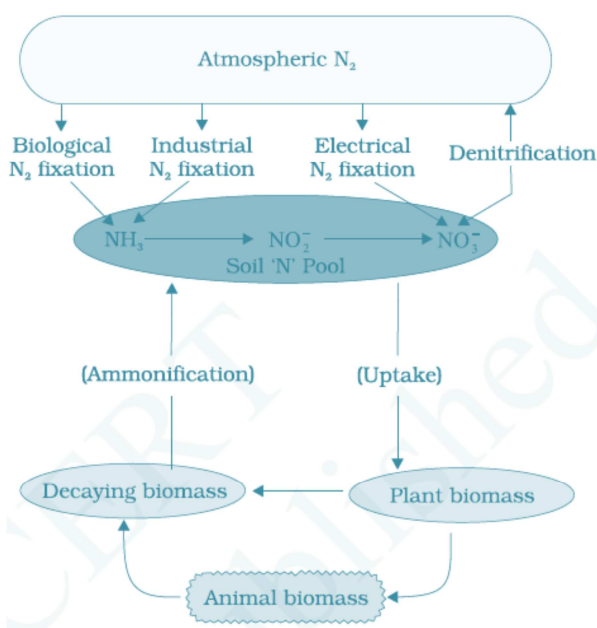 Atmospheric N₂
Biological
N₂ fixation
Industrial
N₂ fixation
Electrical
N₂ fixation
Denitrification
NH₃
NO₂⁻
NO₃⁻
Soil 'N' Pool
(Ammonification)
(Uptake)
Decaying biomass
Plant biomass
Animal biomass